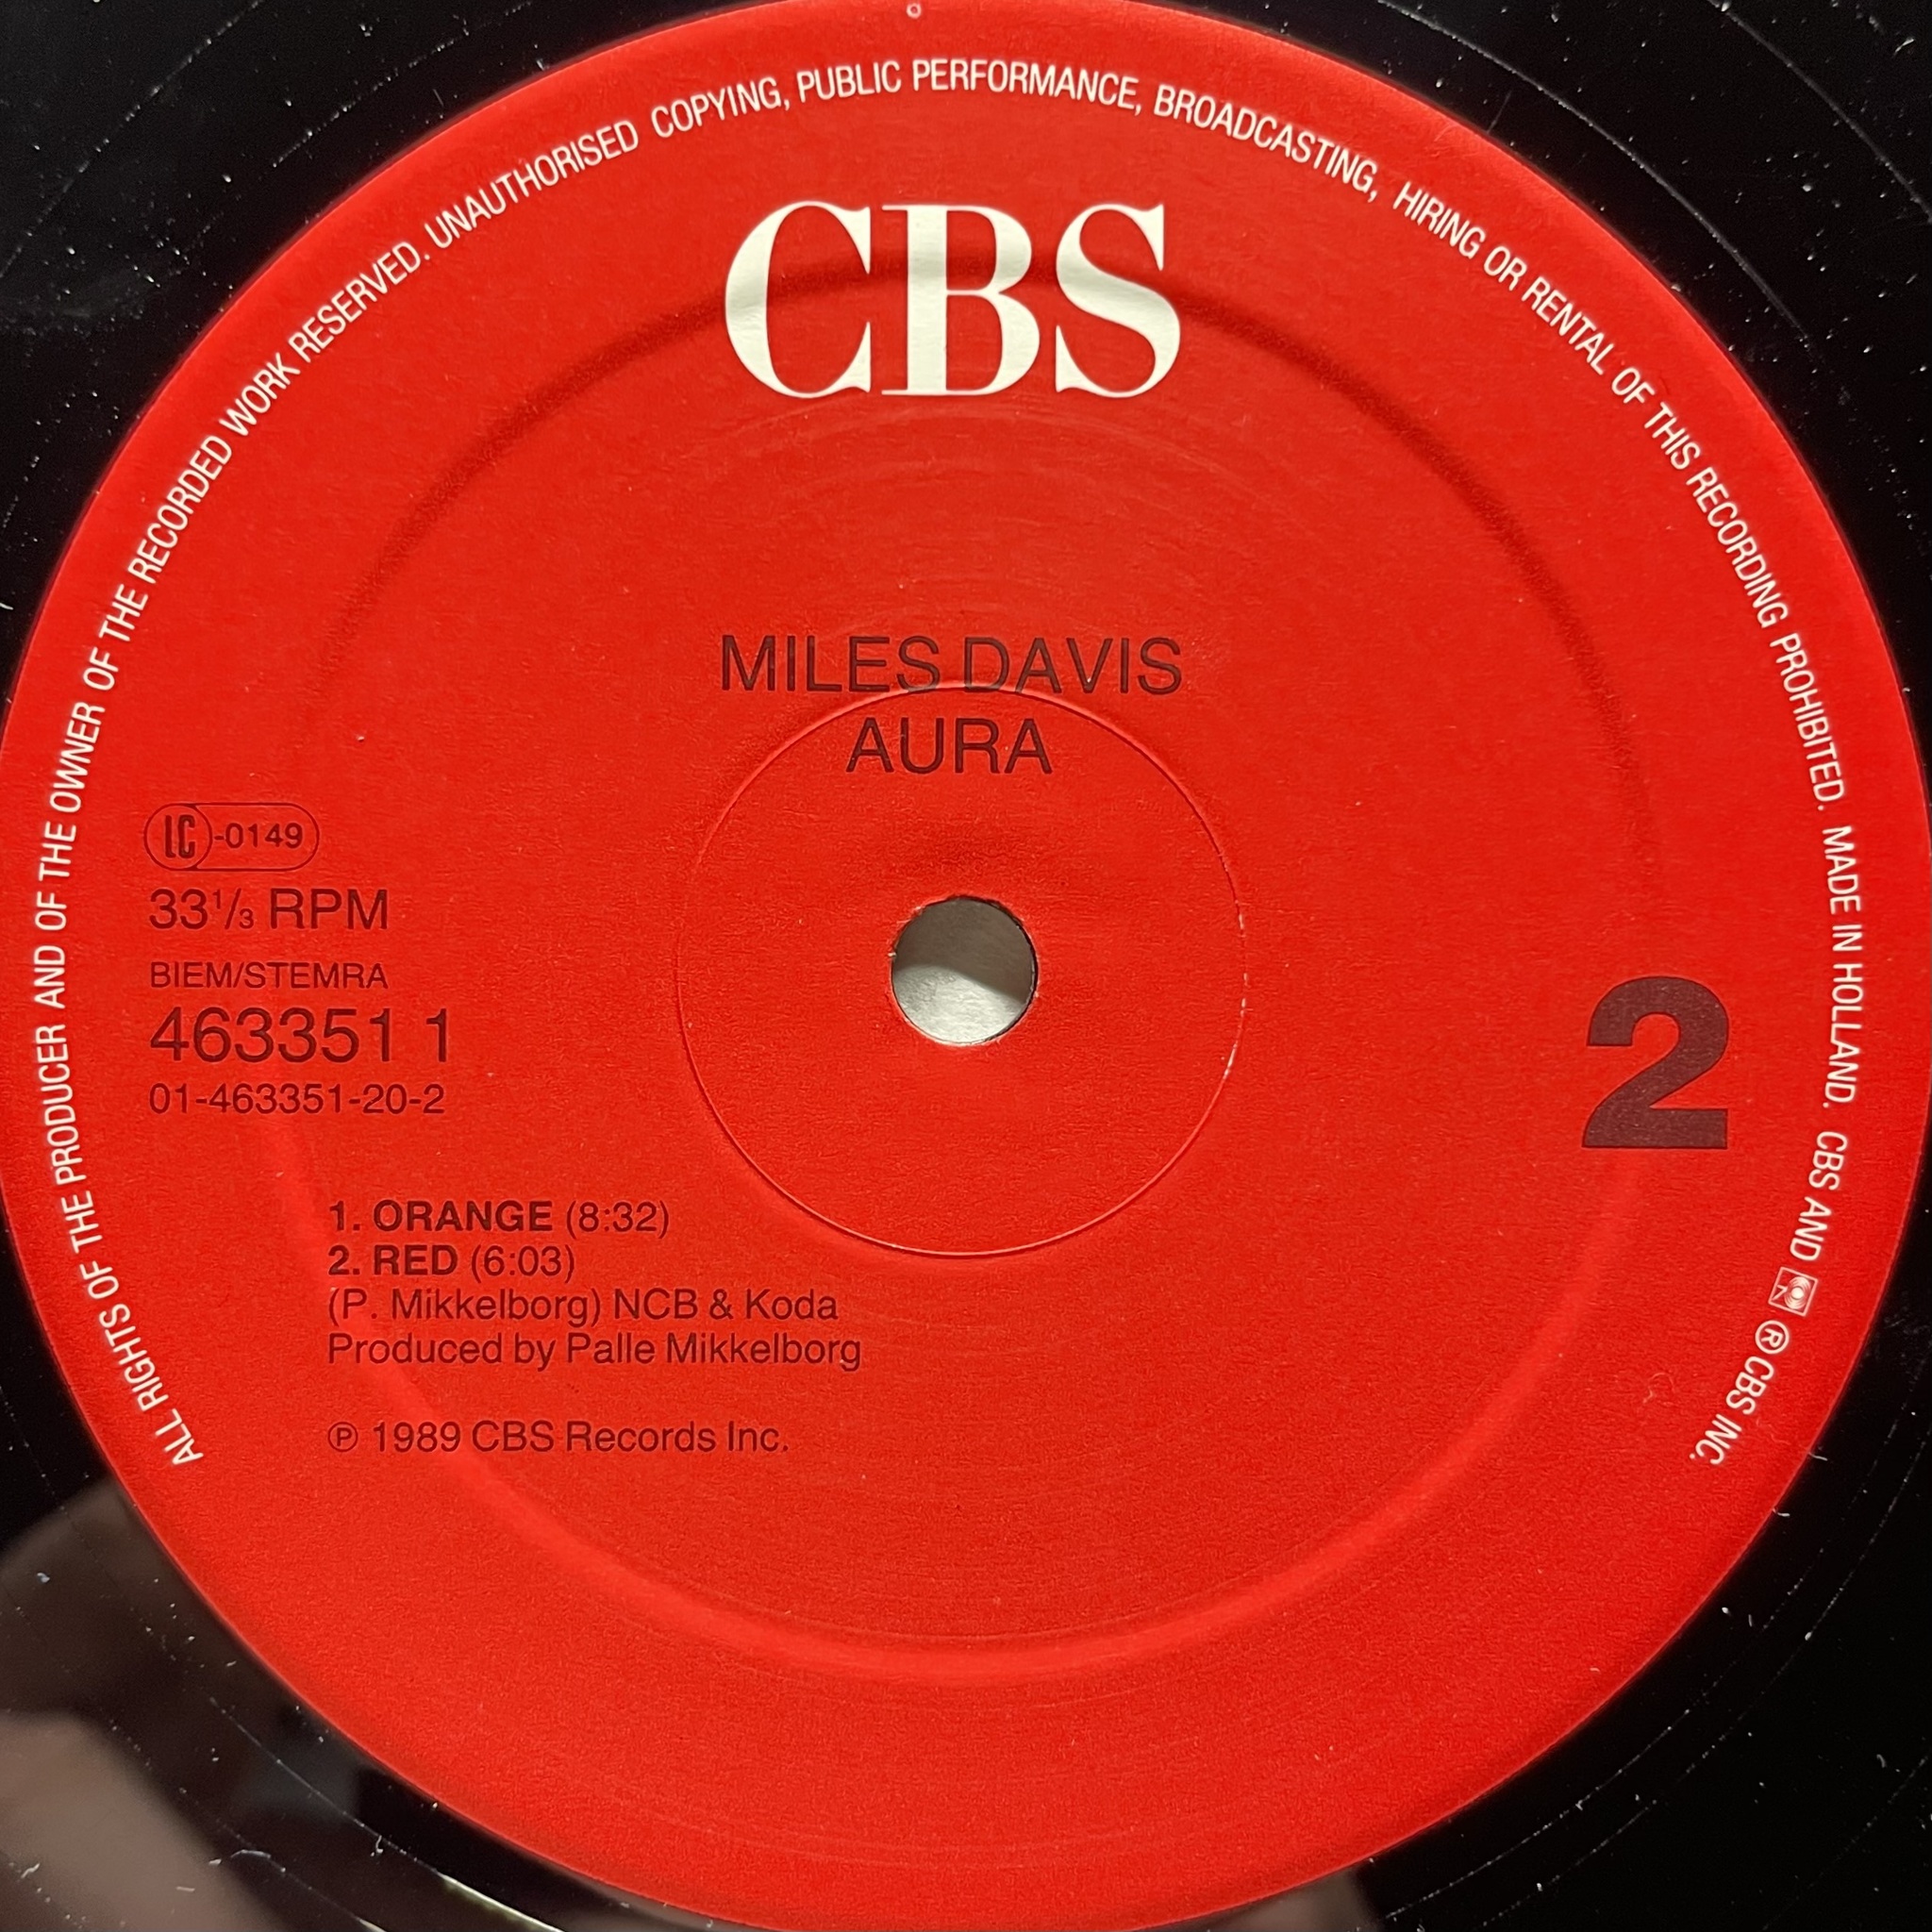 ALL RIGHTS OF THE PRODUCER AND OF THE OWNER OF THE RECORDED WORK RESERVED. UNAUTHORISED COPYING, PUBLIC PERFORMANCE, BROADCASTING, HIRING OR RENTAL OF THIS RECORDING PROHIBITED. MADE IN HOLLAND. CBS AND ® CBS INC.
CBS
MILES DAVIS
AURA
LC-0149
33⅓ RPM
BIEM/STEMRA
463351 1
01-463351-20-2
2
1. ORANGE (8:32)
2. RED (6:03)
(P. Mikkelborg) NCB & Koda
Produced by Palle Mikkelborg
℗ 1989 CBS Records Inc.